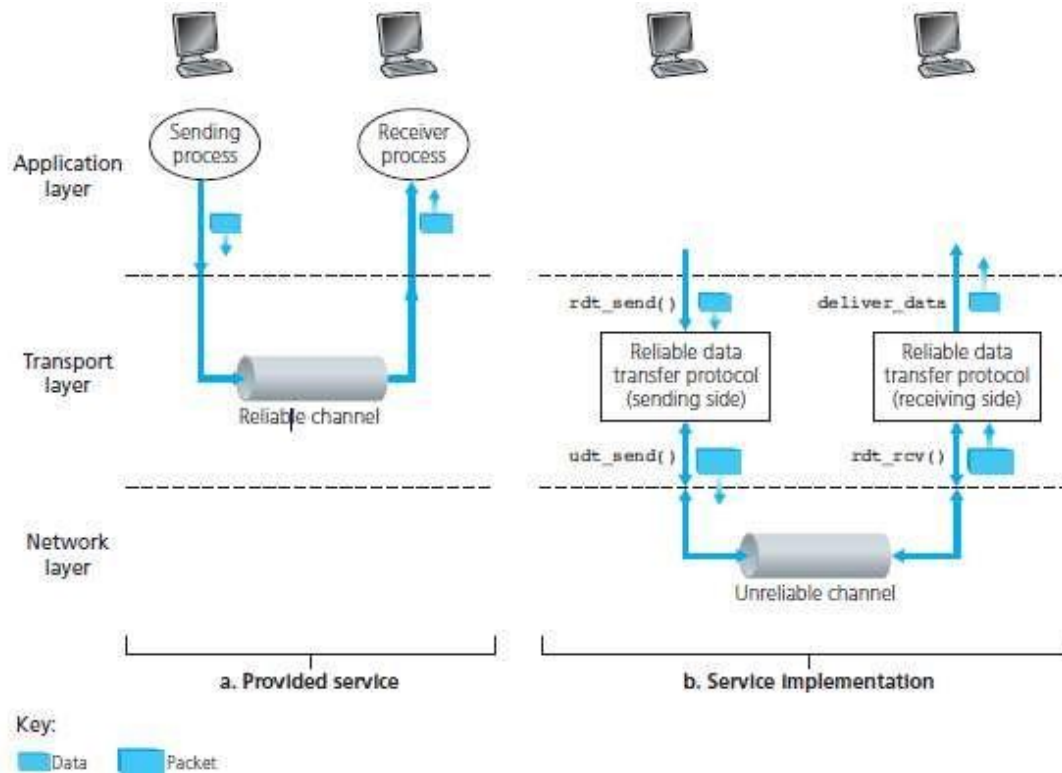 Sending
process
Receiver
process
Application
layer
rdt_send()
deliver_data
Transport
layer
Reliable data
transfer protocol
(sending side)
Reliable data
transfer protocol
(receiving side)
Reliable channel
udt_send()
rdt_rcv()
Network
layer
Unreliable channel
a. Provided service
b. Service implementation
Key:
Data
Packet